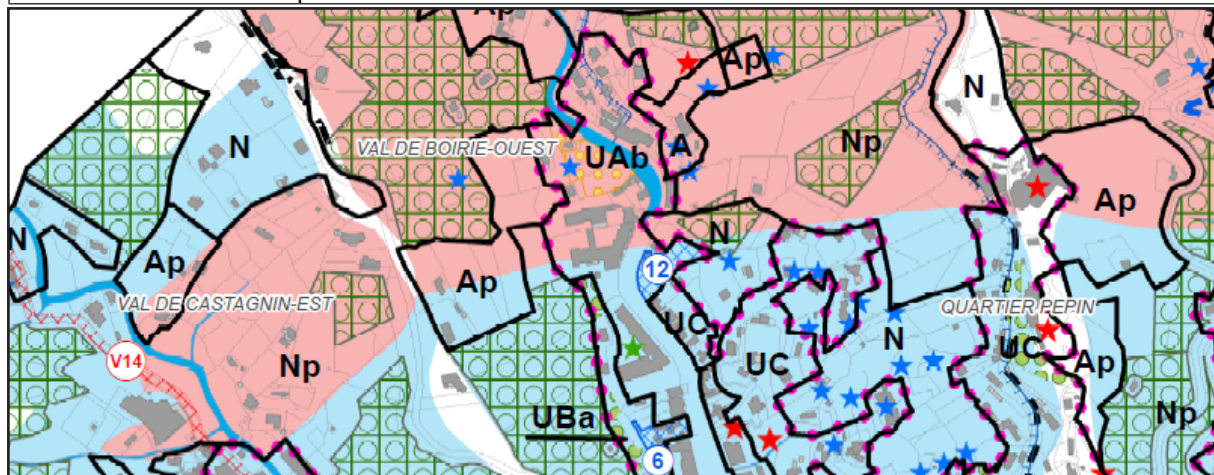 Ap
Ap
N
N
VAL DE BOIRIE-OUEST
UAb
A
Np
Ap
N
N
Ap
Ap
12
VAL DE CASTAGNIN-EST
QUARTIER PEPIN
UC
N
UC
V14
Np
UC
Ap
UBa
Np
6